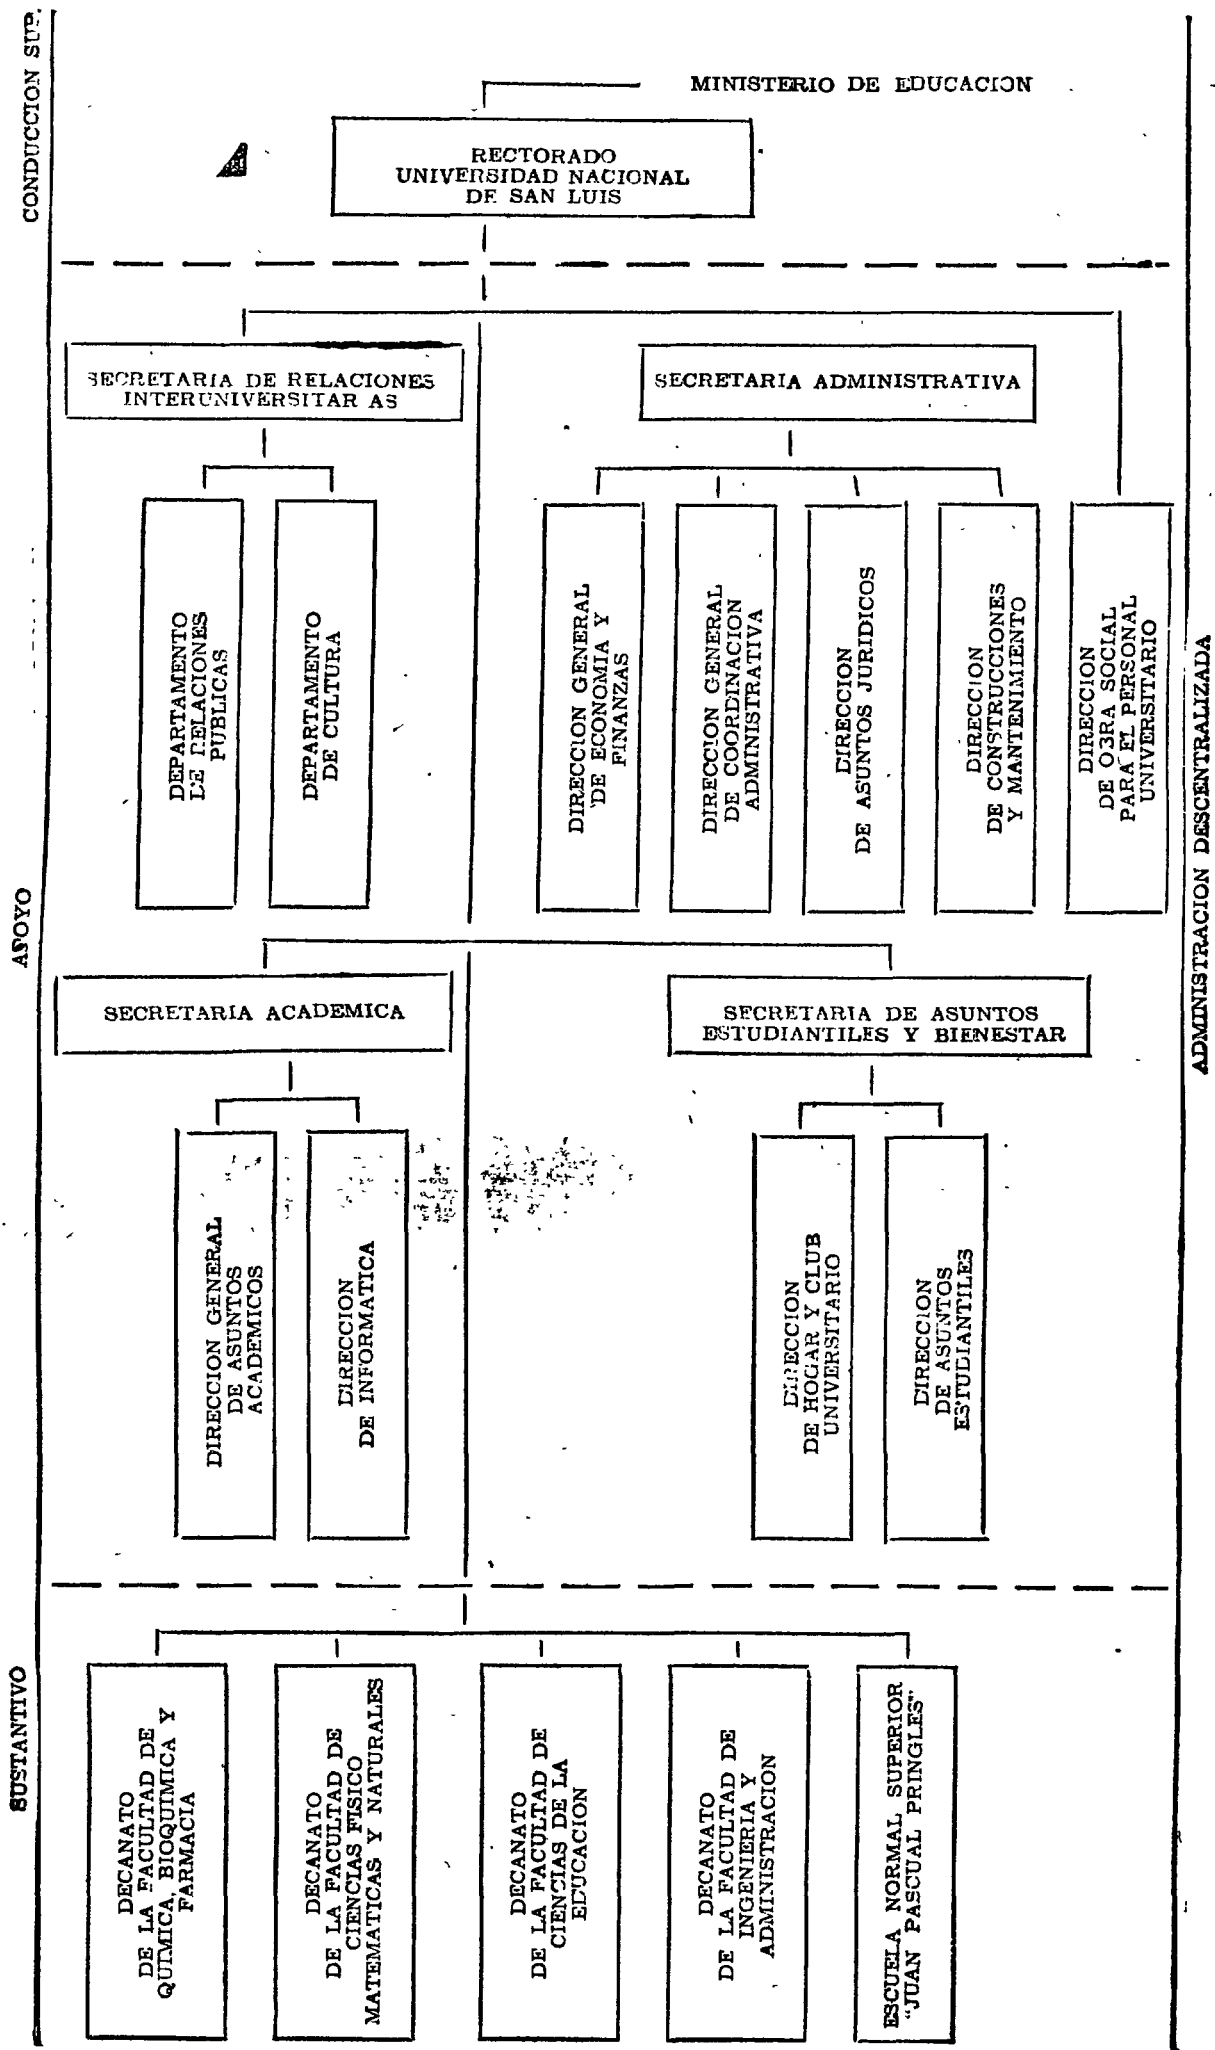 CONDUCCION SUP.
MINISTERIO DE EDUCACION
RECTORADO
UNIVERSIDAD NACIONAL
DE SAN LUIS
APOYO
SECRETARIA DE RELACIONES
INTERUNIVERSITAR AS
SECRETARIA ADMINISTRATIVA
DEPARTAMENTO
DE RELACIONES
PUBLICAS
DEPARTAMENTO
DE CULTURA
DIRECCION GENERAL
DE ECONOMIA Y
FINANZAS
DIRECCION GENERAL
DE COORDINACION
ADMINISTRATIVA
DIRECCION
DE ASUNTOS JURIDICOS
DIRECCION
DE CONSTRUCCIONES
Y MANTENIMIENTO
DIRECCION
DE OBRA SOCIAL
PARA EL PERSONAL
UNIVERSITARIO
SECRETARIA ACADEMICA
SECRETARIA DE ASUNTOS
ESTUDIANTILES Y BIENESTAR
DIRECCION GENERAL
DE ASUNTOS
ACADEMICOS
DIRECCION
DE INFORMATICA
DIRECCION
DE HOGAR Y CLUB
UNIVERSITARIO
DIRECCION
DE ASUNTOS
ESTUDIANTILES
SUSTANTIVO
DECANATO
DE LA FACULTAD DE
QUIMICA, BIOQUIMICA Y
FARMACIA
DECANATO
DE LA FACULTAD DE
CIENCIAS FISICO
MATEMATICAS Y NATURALES
DECANATO
DE LA FACULTAD DE
CIENCIAS DE LA
EDUCACION
DECANATO
DE LA FACULTAD DE
INGENIERIA Y
ADMINISTRACION
ESCUELA NORMAL SUPERIOR
"JUAN PASCUAL PRINGLES"
ADMINISTRACION DESCENTRALIZADA